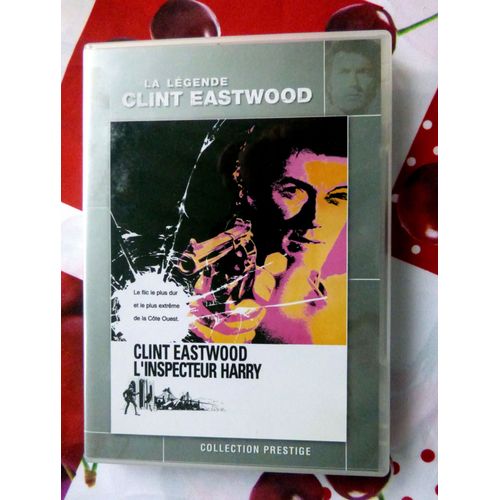 LA LÉGENDE
CLINT EASTWOOD
Le flic le plus dur
et le plus extrême
de la Côte Ouest.
CLINT EASTWOOD
L'INSPECTEUR HARRY
COLLECTION PRESTIGE